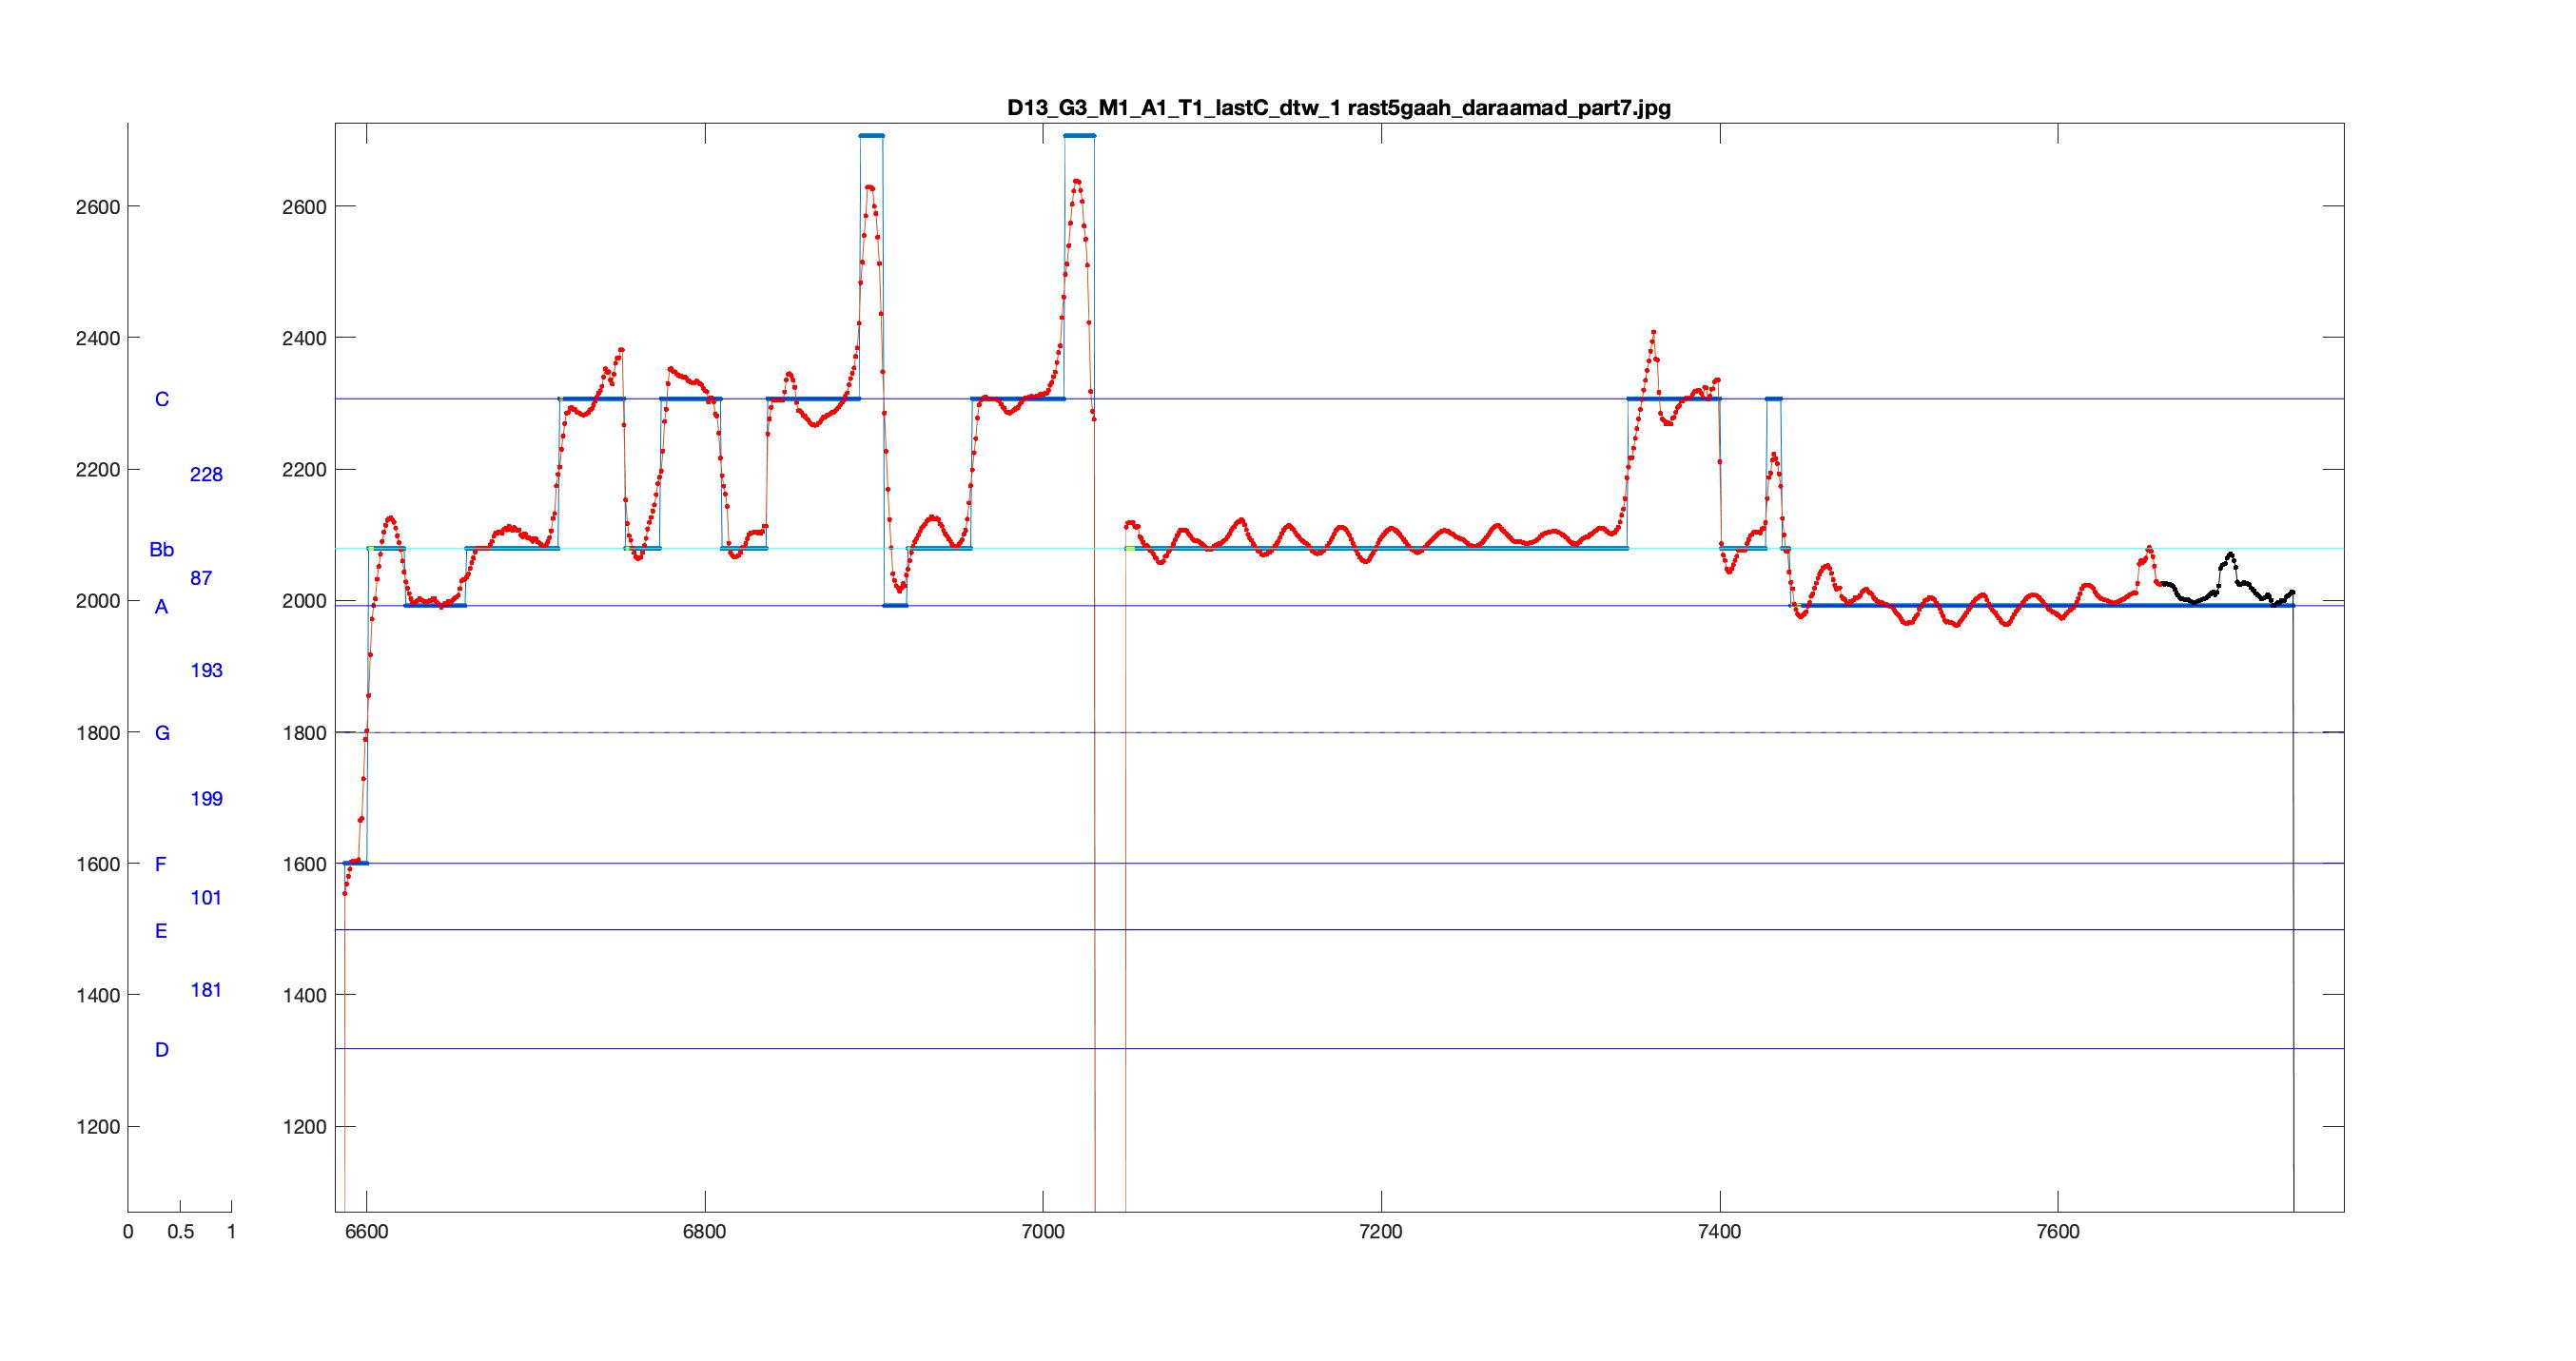 D13_G3_M1_A1_T1_lastC_dtw_1 rast5gaah_daraamad_part7.jpg
2600 2600
2400 2400
C
228
2200 2200
Bb
87
2000 A 2000
193
1800 G 1800
199
1600 F 1600
101
E
181
1400 1400
D
1200 1200
0 0.5 1 6600 6800 7000 7200 7400 7600